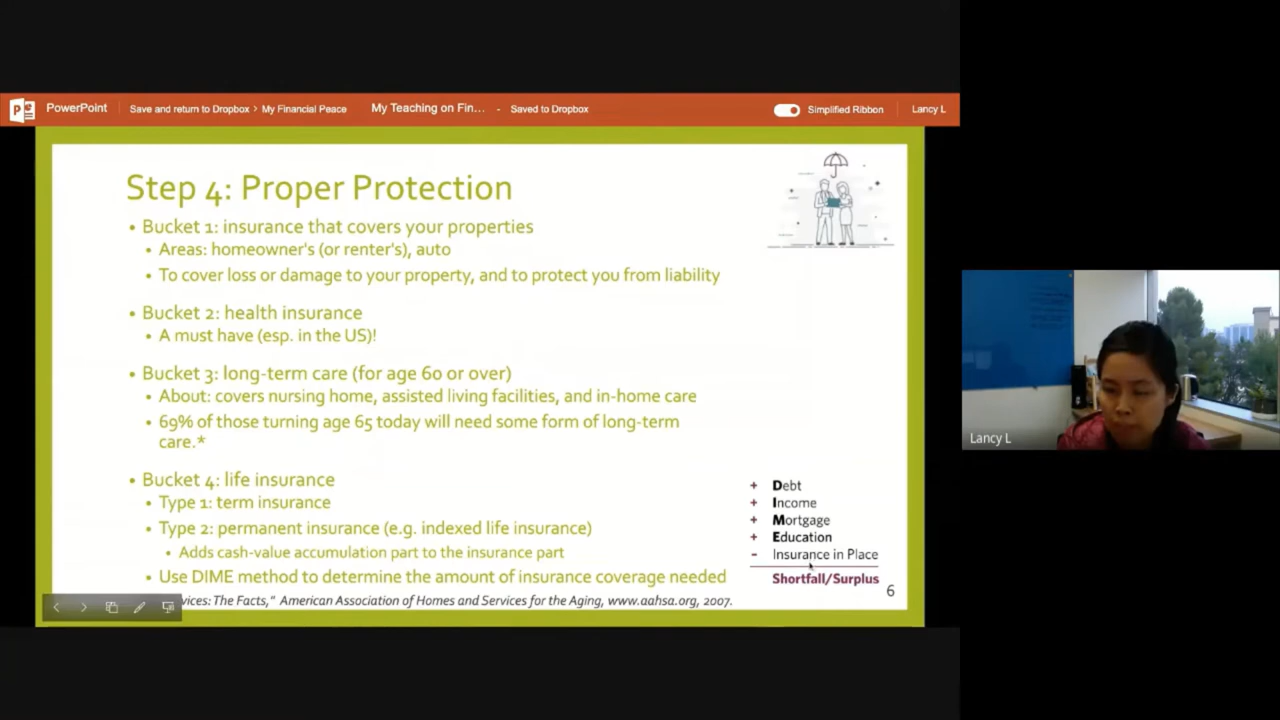 PowerPoint
Save and return to Dropbox > My Financial Peace
My Teaching on Fin... - Saved to Dropbox
Simplified Ribbon
Lancy L
Step 4: Proper Protection
• Bucket 1: insurance that covers your properties
• Areas: homeowner's (or renter's), auto
• To cover loss or damage to your property, and to protect you from liability
• Bucket 2: health insurance
• A must have (esp. in the US)!
• Bucket 3: long-term care (for age 60 or over)
• About: covers nursing home, assisted living facilities, and in-home care
• 69% of those turning age 65 today will need some form of long-term
care.*
• Bucket 4: life insurance
• Type 1: term insurance
• Type 2: permanent insurance (e.g. indexed life insurance)
• Adds cash-value accumulation part to the insurance part
• Use DIME method to determine the amount of insurance coverage needed
+ Debt
+ Income
+ Mortgage
+ Education
- Insurance in Place
Shortfall/Surplus
6
vices: The Facts," American Association of Homes and Services for the Aging, www.aahsa.org, 2007.
Lancy L